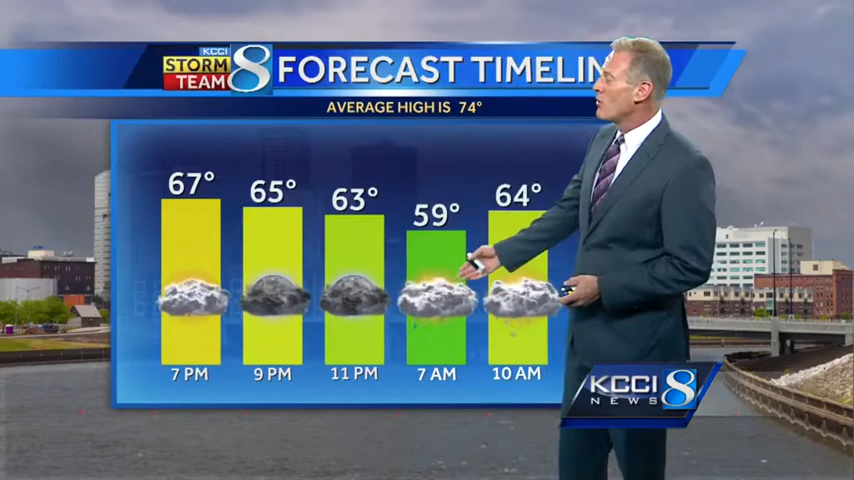 KCCI
STORM
TEAM
8
FORECAST TIMELIN
AVERAGE HIGH IS 74°
67° 65° 63° 59° 64°
7 PM 9 PM 11 PM 7 AM 10 AM
KCCI 8
NEWS